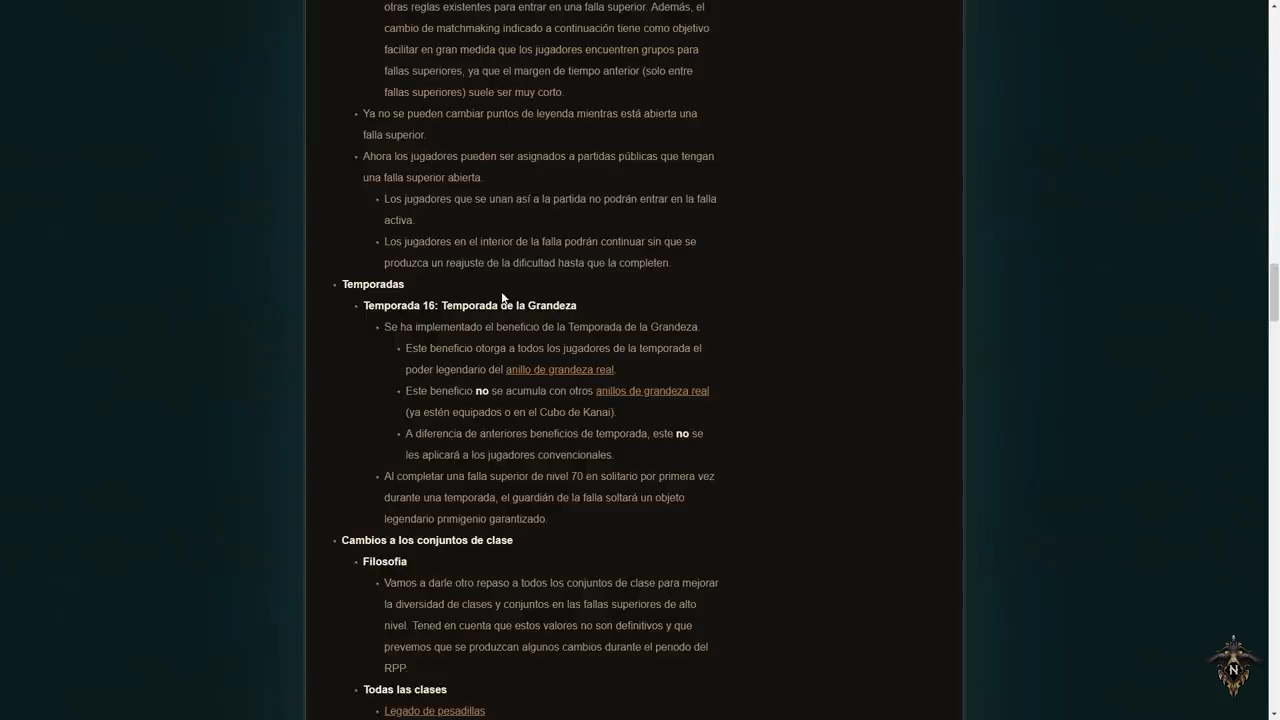 otras reglas existentes para entrar en una falla superior. Además, el
cambio de matchmaking indicado a continuación tiene como objetivo
facilitar en gran medida que los jugadores encuentren grupos para
fallas superiores, ya que el margen de tiempo anterior (solo entre
fallas superiores) suele ser muy corto.
Ya no se pueden cambiar puntos de leyenda mientras está abierta una
falla superior.
Ahora los jugadores pueden ser asignados a partidas públicas que tengan
una falla superior abierta.
Los jugadores que se unan así a la partida no podrán entrar en la falla
activa.
Los jugadores en el interior de la falla podrán continuar sin que se
produzca un reajuste de la dificultad hasta que la completen.
Temporadas
Temporada 16: Temporada de la Grandeza
Se ha implementado el beneficio de la Temporada de la Grandeza.
Este beneficio otorga a todos los jugadores de la temporada el
poder legendario del anillo de grandeza real.
Este beneficio no se acumula con otros anillos de grandeza real
(ya estén equipados o en el Cubo de Kanai).
A diferencia de anteriores beneficios de temporada, este no se
les aplicará a los jugadores convencionales.
Al completar una falla superior de nivel 70 en solitario por primera vez
durante una temporada, el guardián de la falla soltará un objeto
legendario primigenio garantizado.
Cambios a los conjuntos de clase
Filosofía
Vamos a darle otro repaso a todos los conjuntos de clase para mejorar
la diversidad de clases y conjuntos en las fallas superiores de alto
nivel. Tened en cuenta que estos valores no son definitivos y que
prevemos que se produzcan algunos cambios durante el periodo del
RPP.
Todas las clases
Legado de pesadillas
N